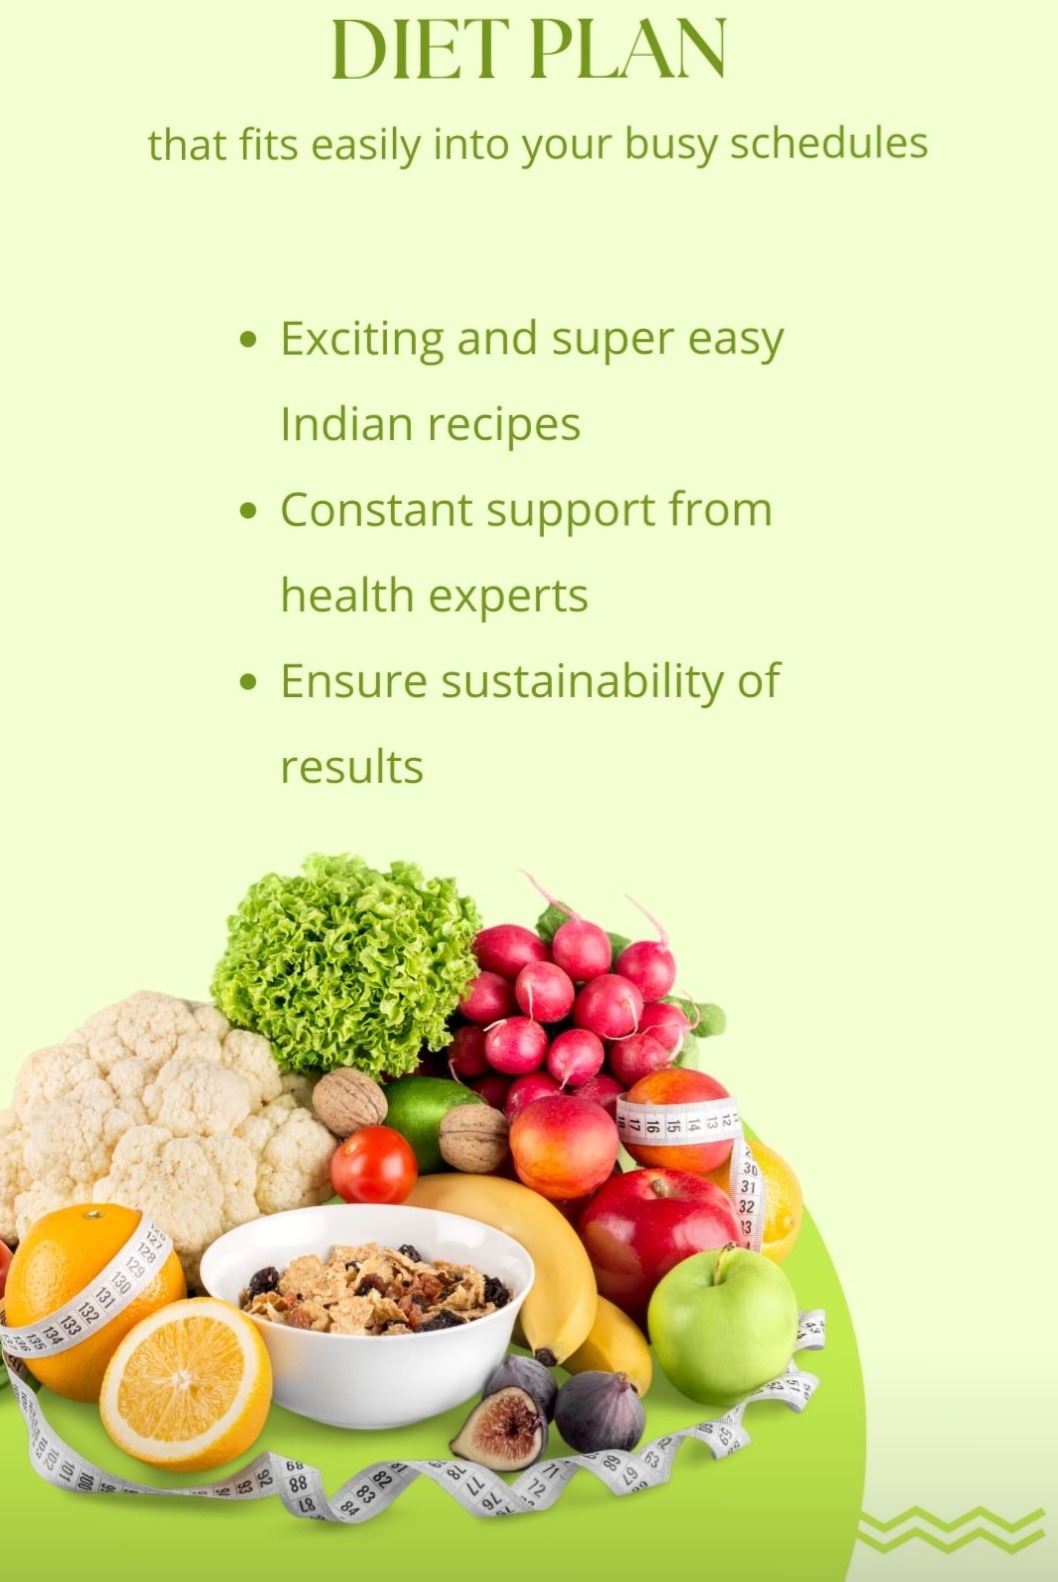 DIET PLAN
that fits easily into your busy schedules
• Exciting and super easy
Indian recipes
• Constant support from
health experts
• Ensure sustainability of
results